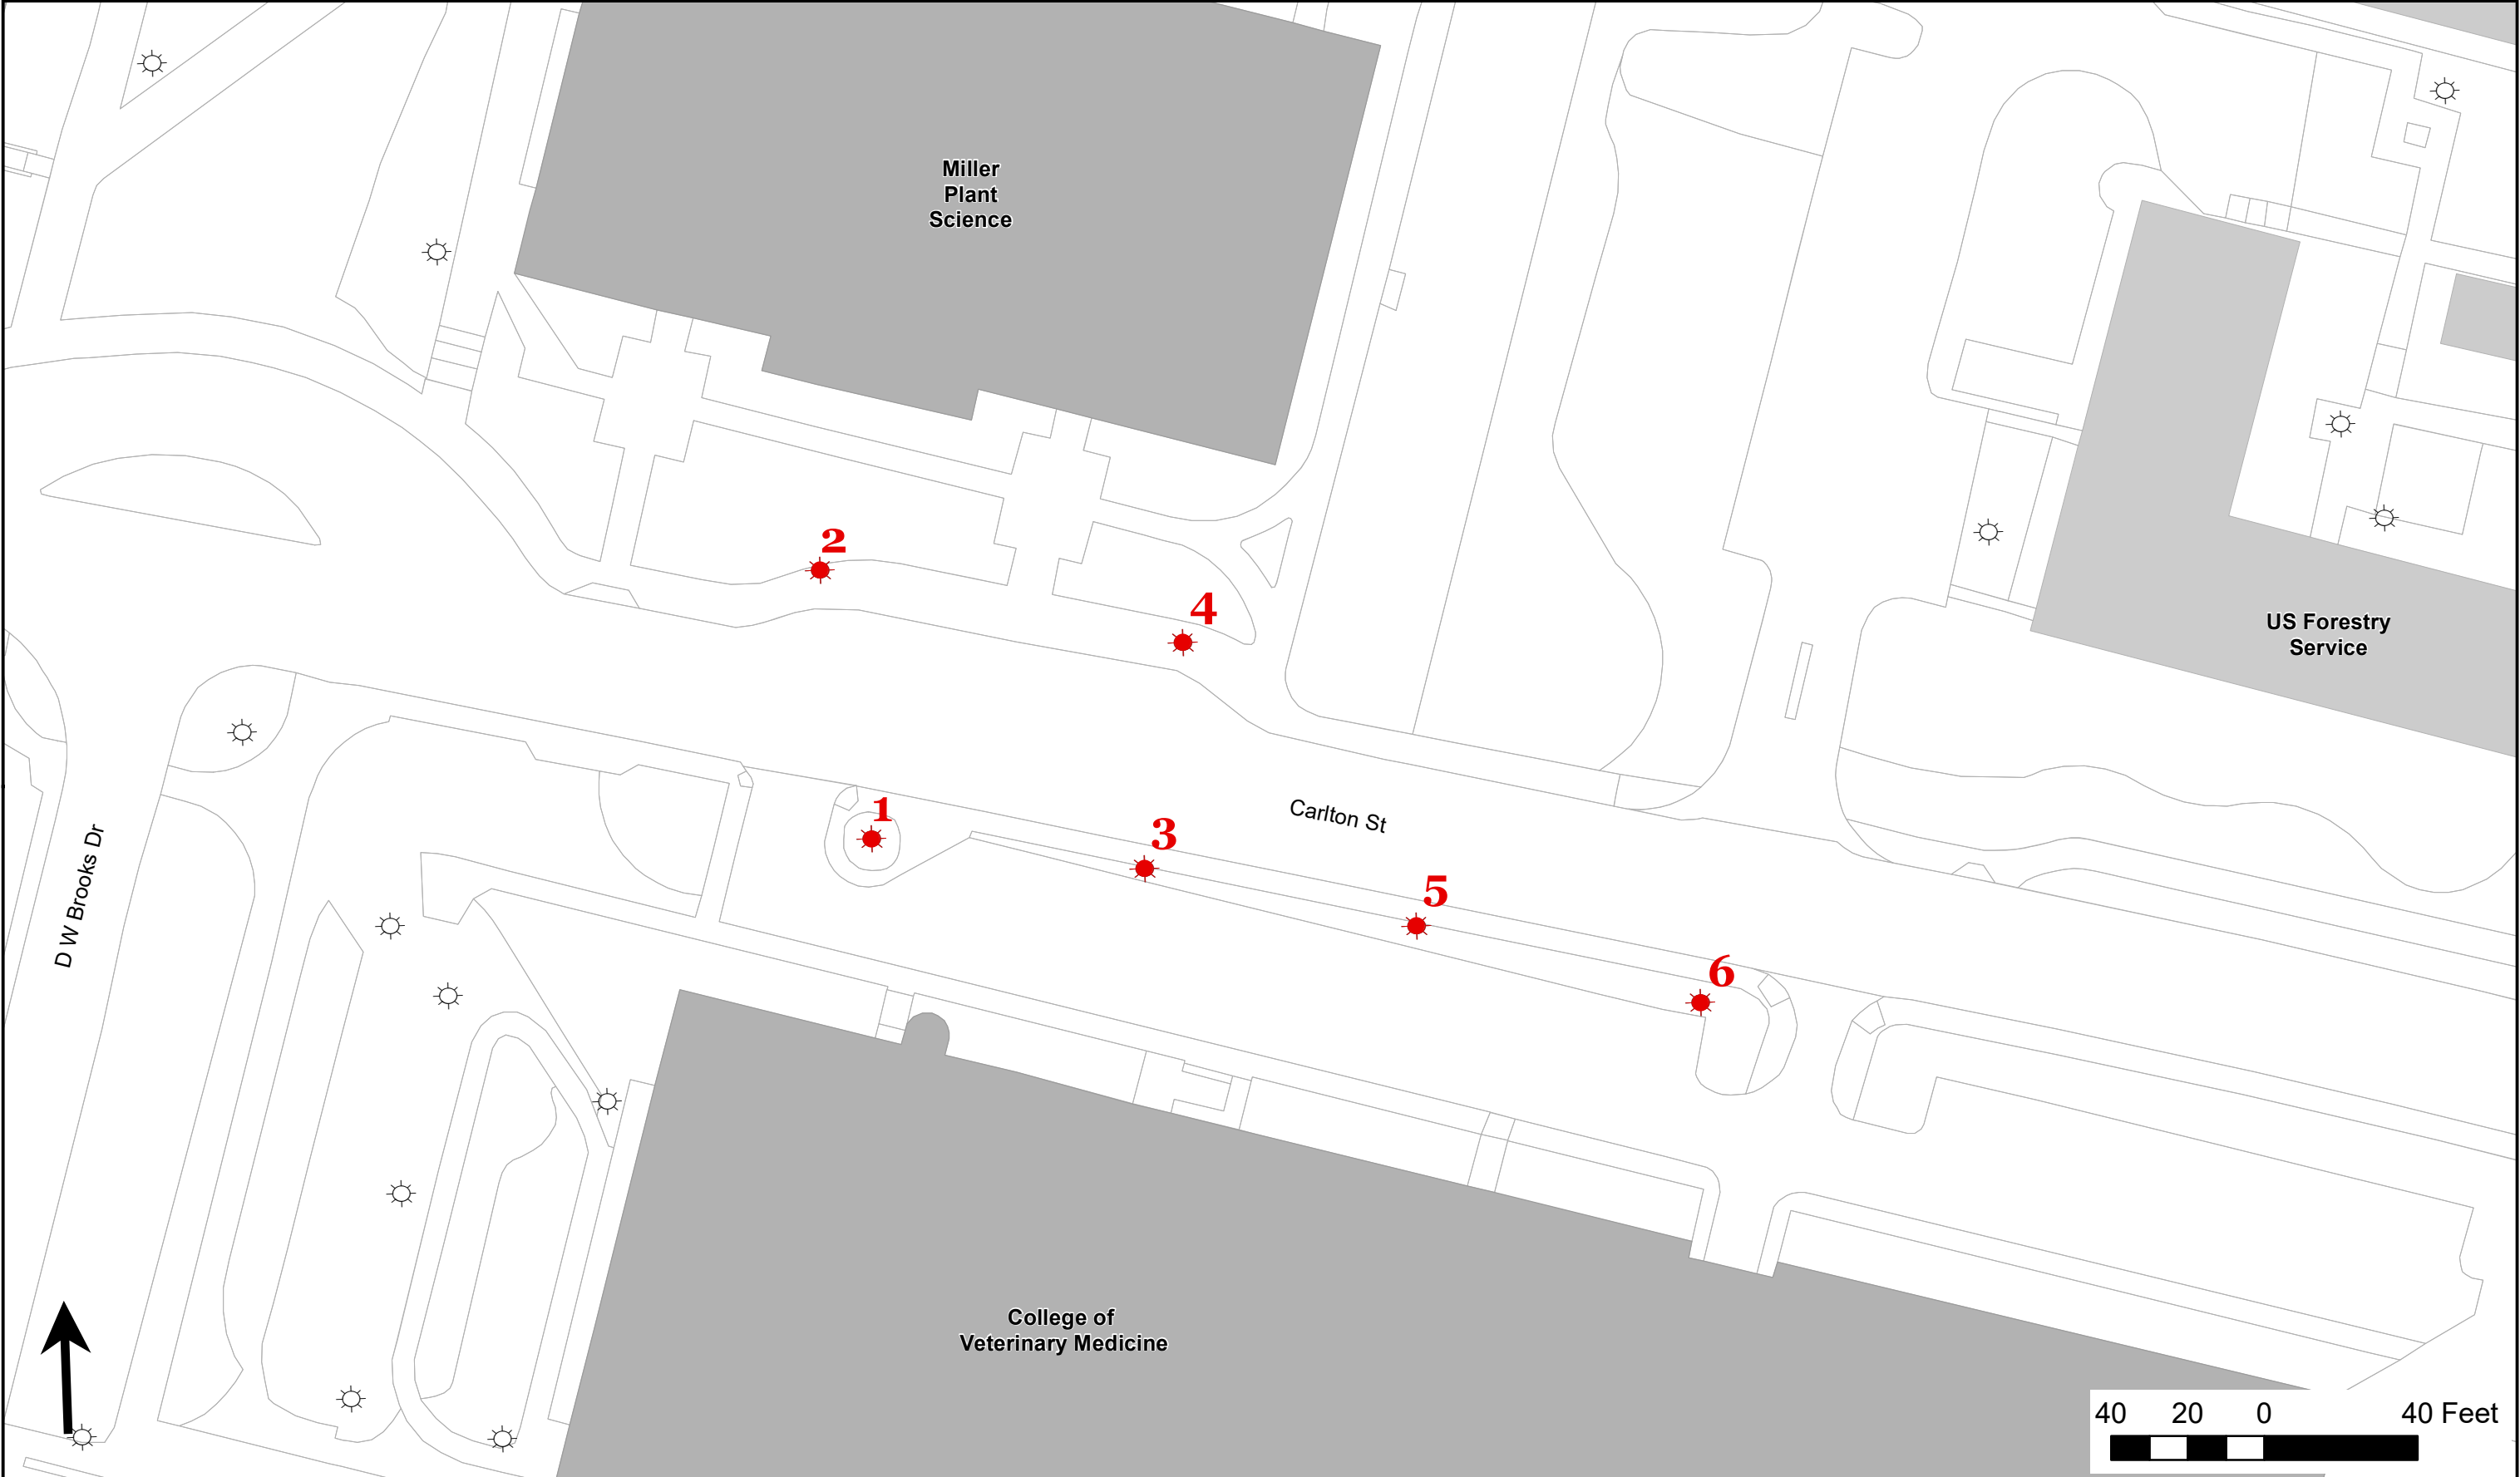 Miller
Plant
Science
2
4
US Forestry
Service
1
3
Carlton St
5
D W Brooks Dr
6
College of
Veterinary Medicine
40 20 0 40 Feet